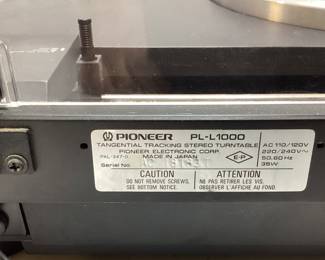 PIONEER PL-L1000
TANGENTIAL TRACKING STEREO TURNTABLE
PIONEER ELECTRONIC CORP.
MADE IN JAPAN
Serial No.
E-P
AC 110/120V
220/240V~
50, 60Hz
35W
CAUTION
DO NOT REMOVE SCREWS.
SEE BOTTOM NOTICE.
ATTENTION
NE PAS RETIRER LES VIS.
OBSERVER L'AFFICHE AU FOND.